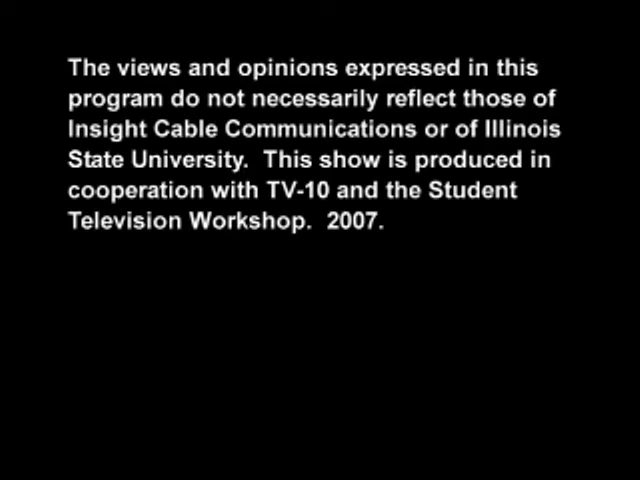 The views and opinions expressed in this
program do not necessarily reflect those of
Insight Cable Communications or of Illinois
State University.  This show is produced in
cooperation with TV-10 and the Student
Television Workshop.  2007.